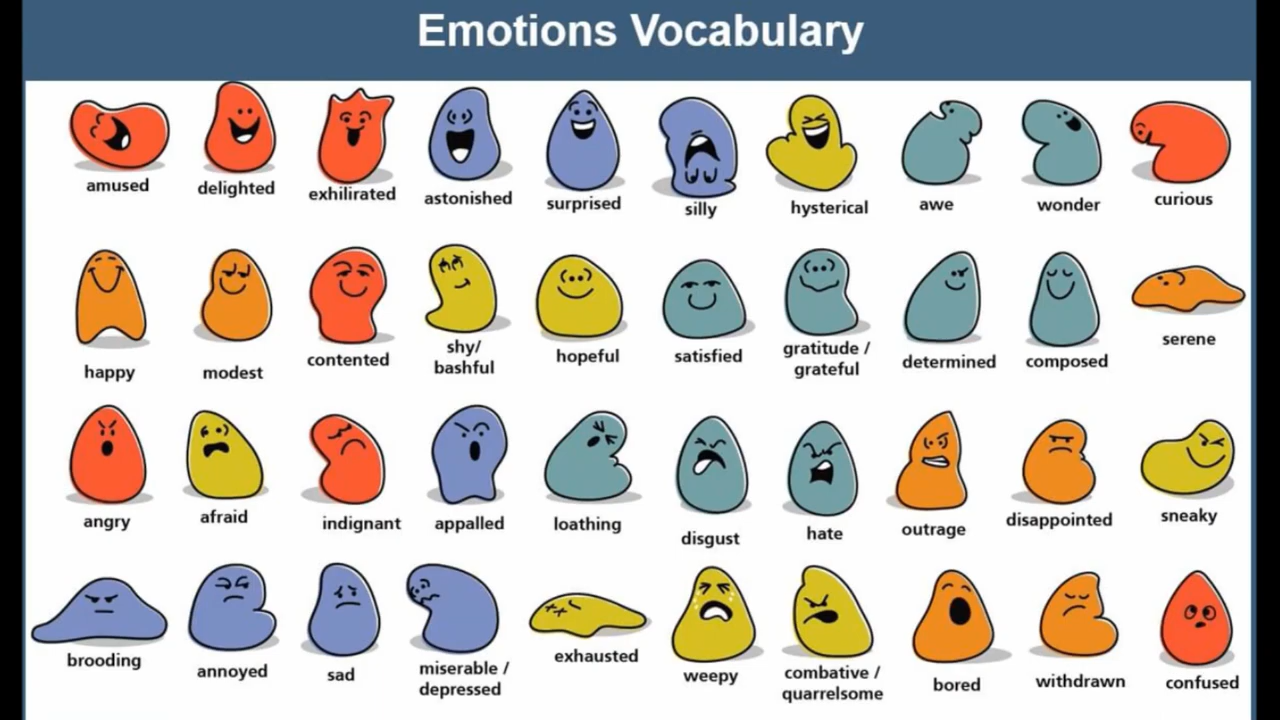 Emotions Vocabulary
amused
delighted
exhilirated
astonished
surprised
silly
hysterical
awe
wonder
curious
happy
modest
contented
shy/
bashful
hopeful
satisfied
gratitude /
grateful
determined
composed
serene
angry
afraid
indignant
appalled
loathing
disgust
hate
outrage
disappointed
sneaky
brooding
annoyed
sad
miserable /
depressed
exhausted
weepy
combative /
quarrelsome
bored
withdrawn
confused